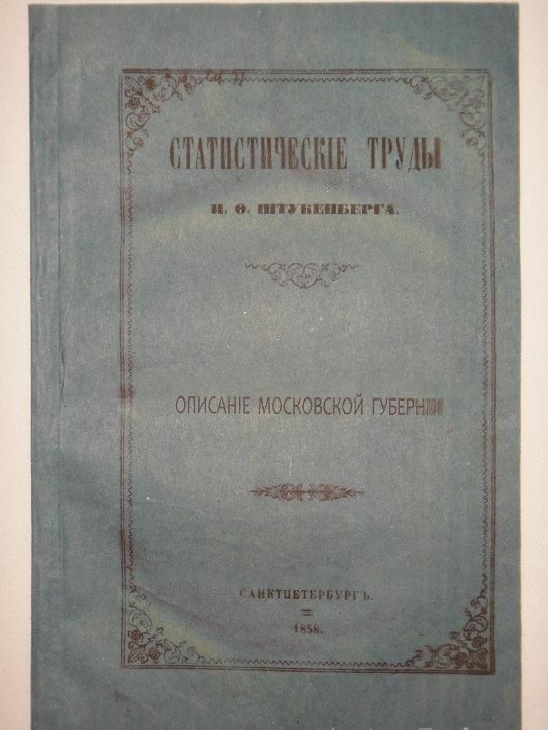 СТАТИСТИЧЕСКІЕ ТРУДЫ
И. Ѳ. ШТУКЕНБЕРГА.
ОПИСАНІЕ МОСКОВСКОЙ ГУБЕРНІИ
САНКТПЕТЕРБУРГЪ.
1858.